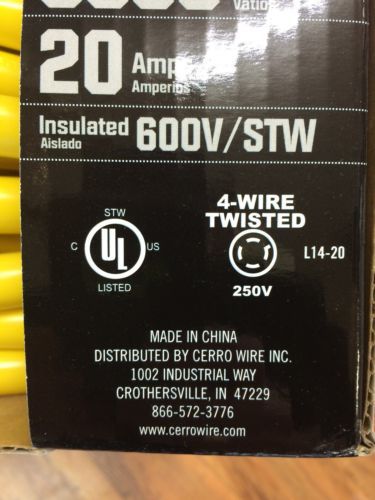 Vatios
20 Amp
Amperios
Insulated 600V/STW
Aislado
STW
C UL US
LISTED
4-WIRE
TWISTED
L14-20
250V
MADE IN CHINA
DISTRIBUTED BY CERRO WIRE INC.
1002 INDUSTRIAL WAY
CROTHERSVILLE, IN 47229
866-572-3776
www.cerrowire.com